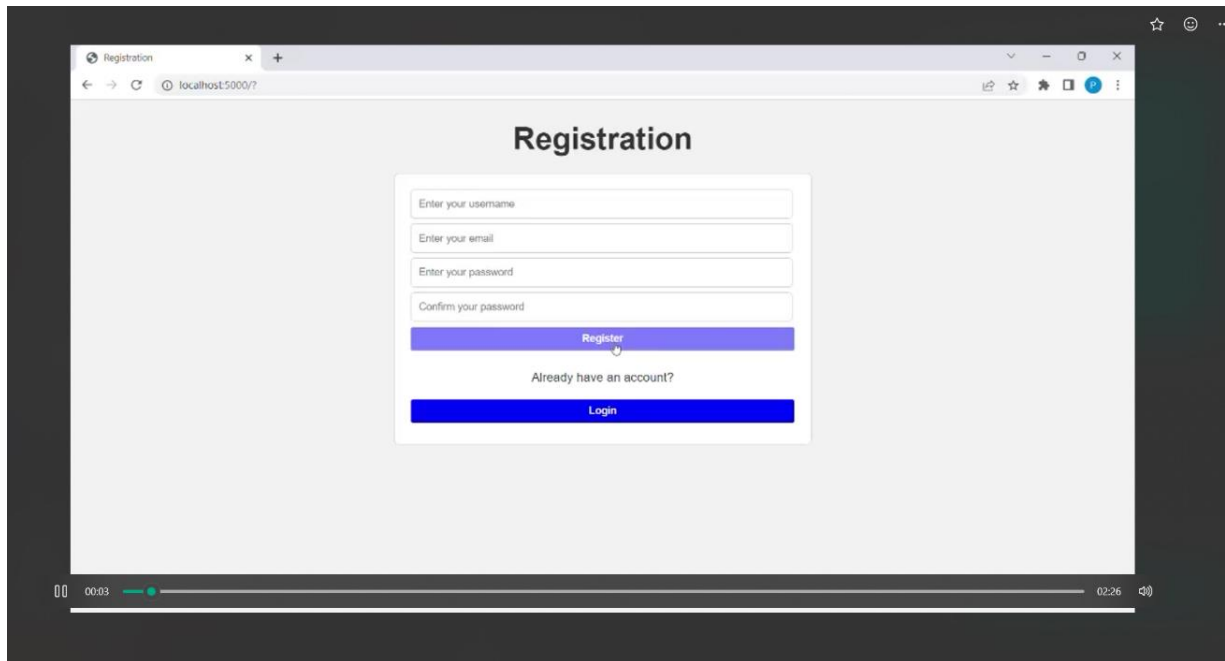 Registration
localhost:5000/?
P
Registration
Enter your username
Enter your email
Enter your password
Confirm your password
Register
Already have an account?
Login
00:03
02:26